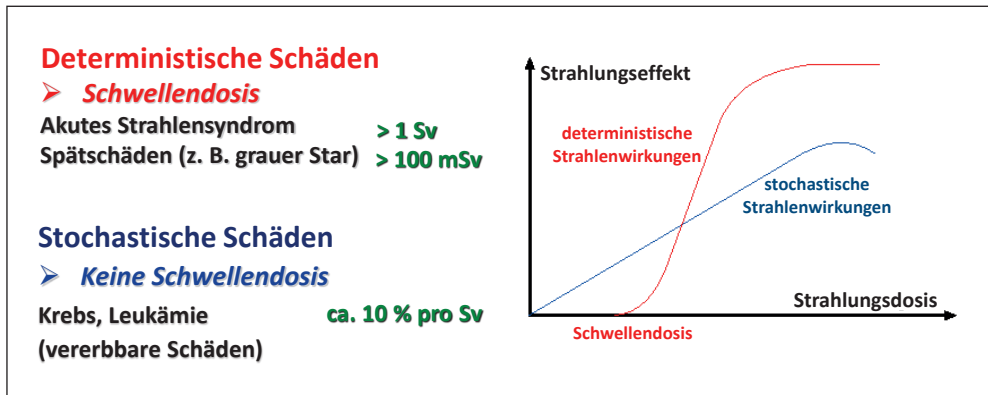 Deterministische Schäden
➢ Schwellendosis
Akutes Strahlensyndrom > 1 Sv
Spätschäden (z. B. grauer Star) > 100 mSv
Stochastische Schäden
➢ Keine Schwellendosis
Krebs, Leukämie ca. 10 % pro Sv
(vererbbare Schäden)
Strahlungseffekt
deterministische
Strahlenwirkungen
stochastische
Strahlenwirkungen
Strahlungsdosis
Schwellendosis